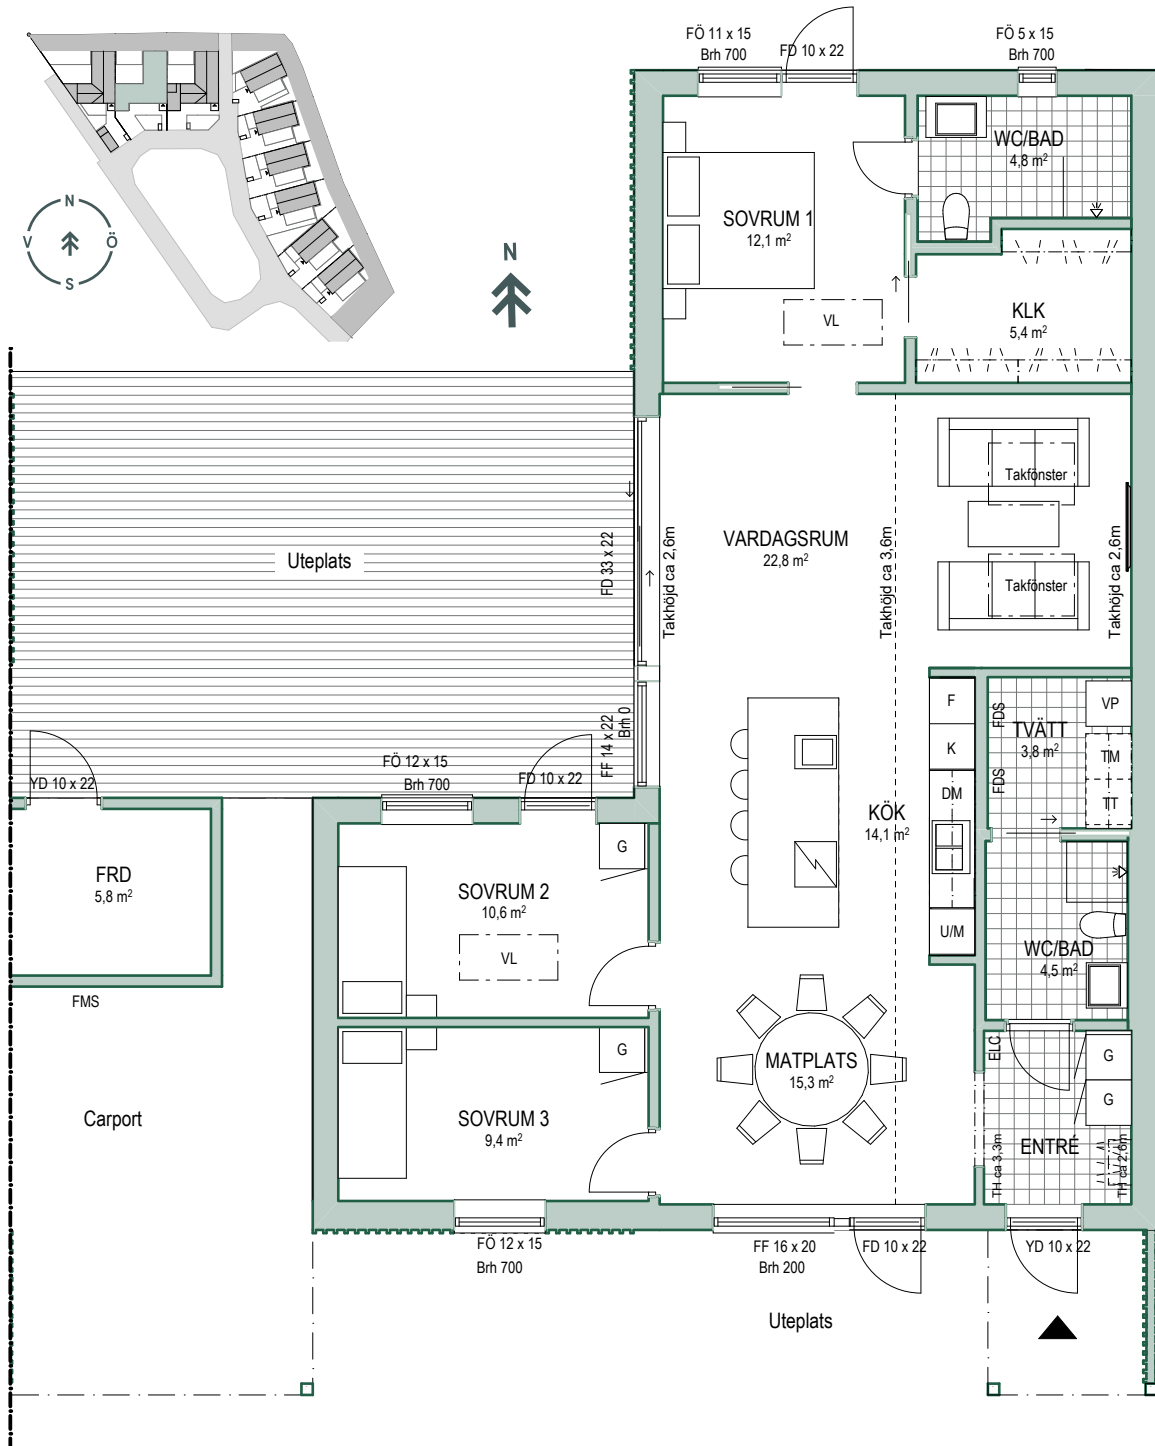 FÖ 11 x 15
Brh 700
FD 10 x 22
FÖ 5 x 15
Brh 700
N
V
Ö
S
N
WC/BAD
4,8 m²
SOVRUM 1
12,1 m²
VL
KLK
5,4 m²
Takfönster
Takfönster
VARDAGSRUM
22,8 m²
Takhöjd ca 2,6m
Takhöjd ca 3,6m
Takhöjd ca 2,6m
Uteplats
FD 33 x 22
FF 14 x 22
Brh 0
YD 10 x 22
FÖ 12 x 15
Brh 700
FD 10 x 22
F
K
DM
U/M
FDS
FDS
TVÄTT
3,8 m²
VP
TM
TT
KÖK
14,1 m²
FRD
5,8 m²
FMS
SOVRUM 2
10,6 m²
G
VL
WC/BAD
4,5 m²
Carport
SOVRUM 3
9,4 m²
G
MATPLATS
15,3 m²
ELC
G
G
ENTRÉ
TH ca 3,3m
TH ca 2,6m
FÖ 12 x 15
Brh 700
FF 16 x 20
Brh 200
FD 10 x 22
YD 10 x 22
Uteplats